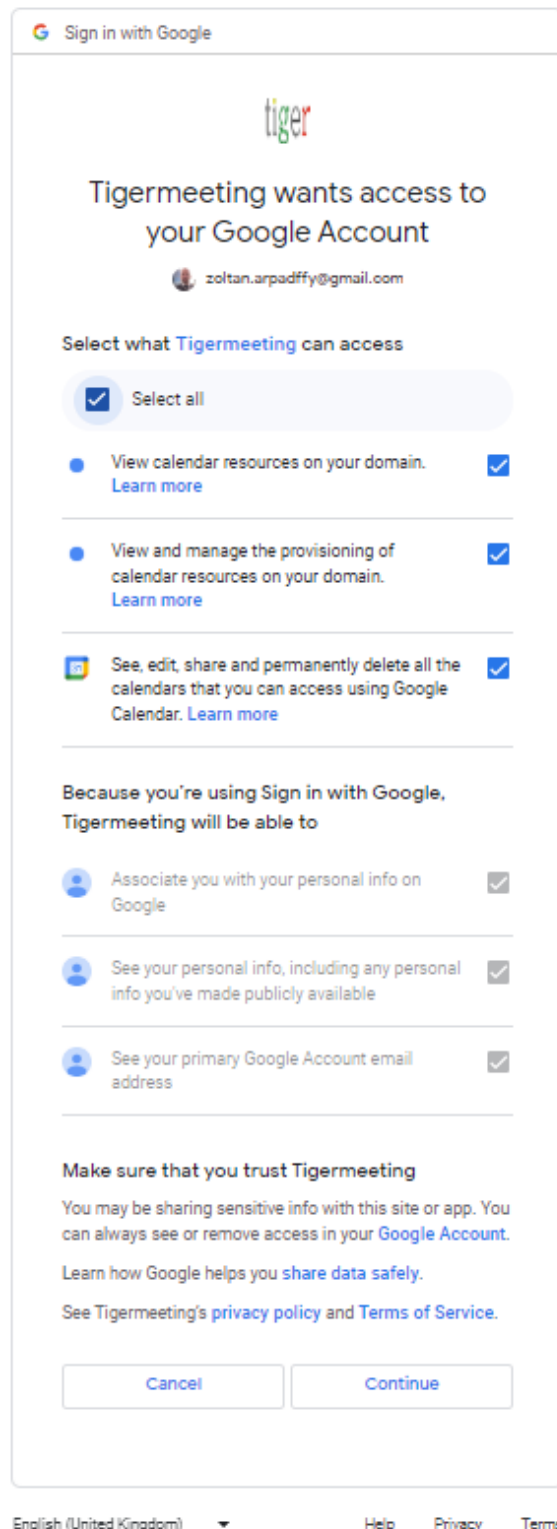 Sign in with Google
tiger
Tigermeeting wants access to
your Google Account
zoltan.arpadffy@gmail.com
Select what Tigermeeting can access
Select all
View calendar resources on your domain.
Learn more
View and manage the provisioning of
calendar resources on your domain.
Learn more
See, edit, share and permanently delete all the
calendars that you can access using Google
Calendar. Learn more
Because you're using Sign in with Google,
Tigermeeting will be able to
Associate you with your personal info on
Google
See your personal info, including any personal
info you've made publicly available
See your primary Google Account email
address
Make sure that you trust Tigermeeting
You may be sharing sensitive info with this site or app. You
can always see or remove access in your Google Account.
Learn how Google helps you share data safely.
See Tigermeeting's privacy policy and Terms of Service.
Cancel Continue
English (United Kingdom) Help Privacy Terms